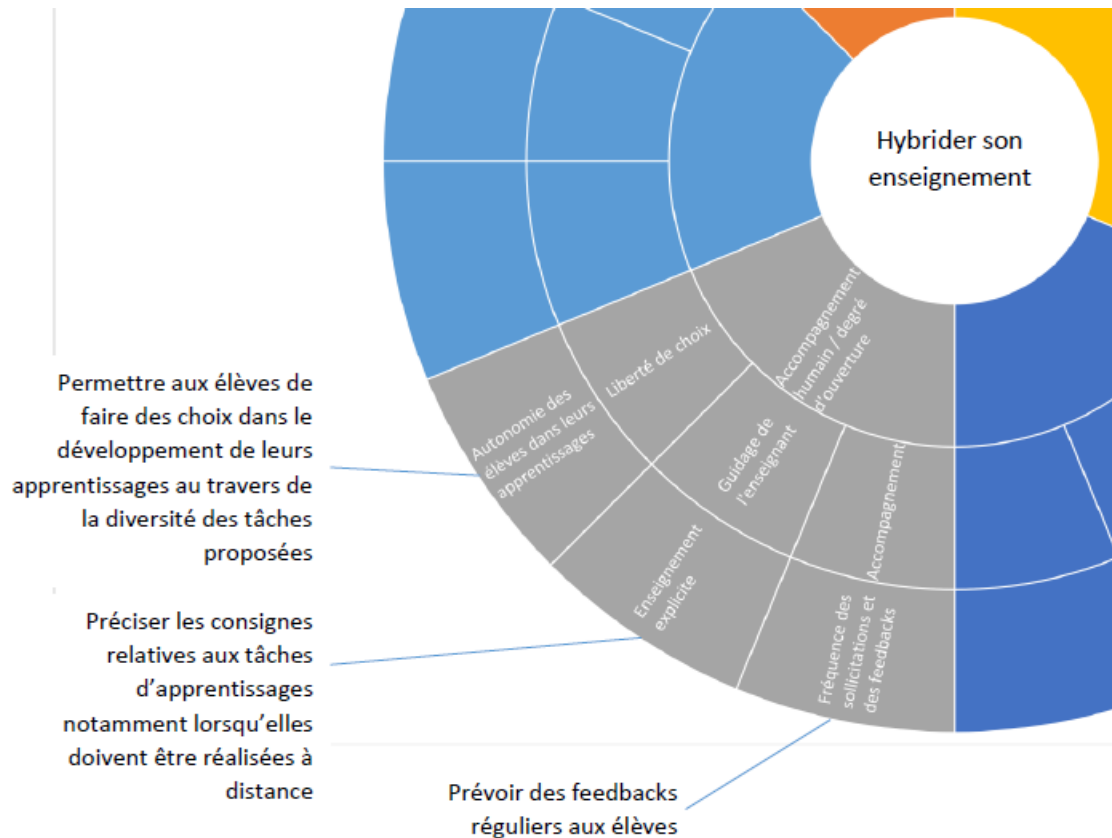 Hybrider son
enseignement
Accompagnement
humain / degré
d'ouverture
Liberté de choix
Guidage de
l'enseignant
Accompagnement
Autonomie des
élèves dans leurs
apprentissages
Enseignement
explicite
Fréquence des
sollicitations et
des feedbacks
Permettre aux élèves de
faire des choix dans le
développement de leurs
apprentissages au travers de
la diversité des tâches
proposées
Préciser les consignes
relatives aux tâches
d'apprentissages
notamment lorsqu'elles
doivent être réalisées à
distance
Prévoir des feedbacks
réguliers aux élèves